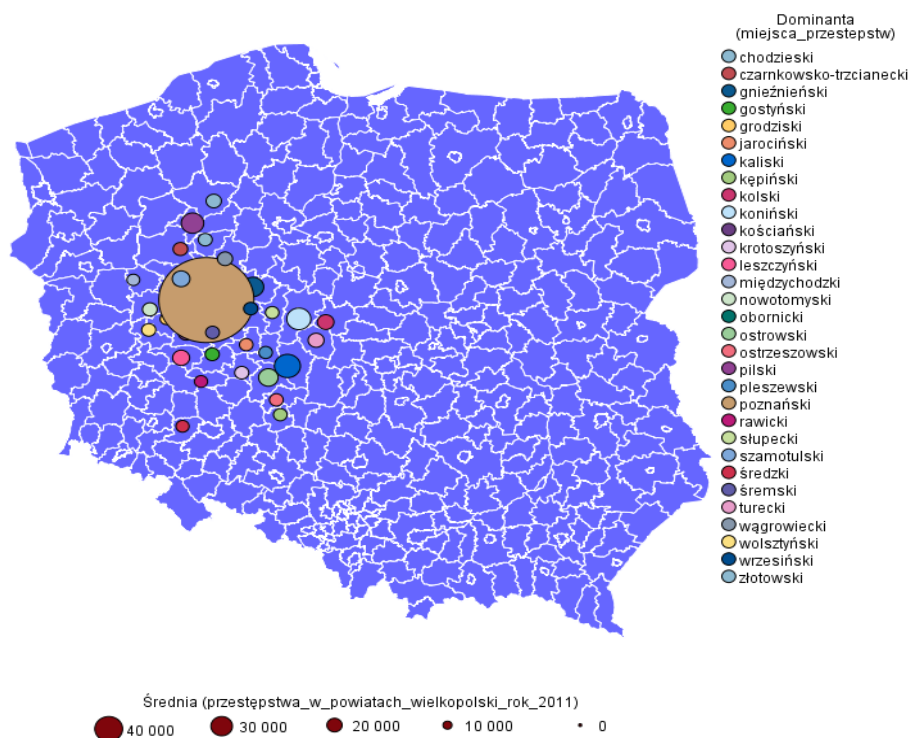 Dominanta
(miejsca_przestepstw)
chodzieski
czarnkowsko-trzcianecki
gnieźnieński
gostyński
grodziski
jarociński
kaliski
kępiński
kolski
koniński
kościański
krotoszyński
leszczyński
międzychodzki
nowotomyski
obornicki
ostrowski
ostrzeszowski
pilski
pleszewski
poznański
rawicki
słupecki
szamotulski
średzki
śremski
turecki
wągrowiecki
wolsztyński
wrzesiński
złotowski
Średnia (przestępstwa_w_powiatach_wielkopolski_rok_2011)
40 000 30 000 20 000 10 000 0